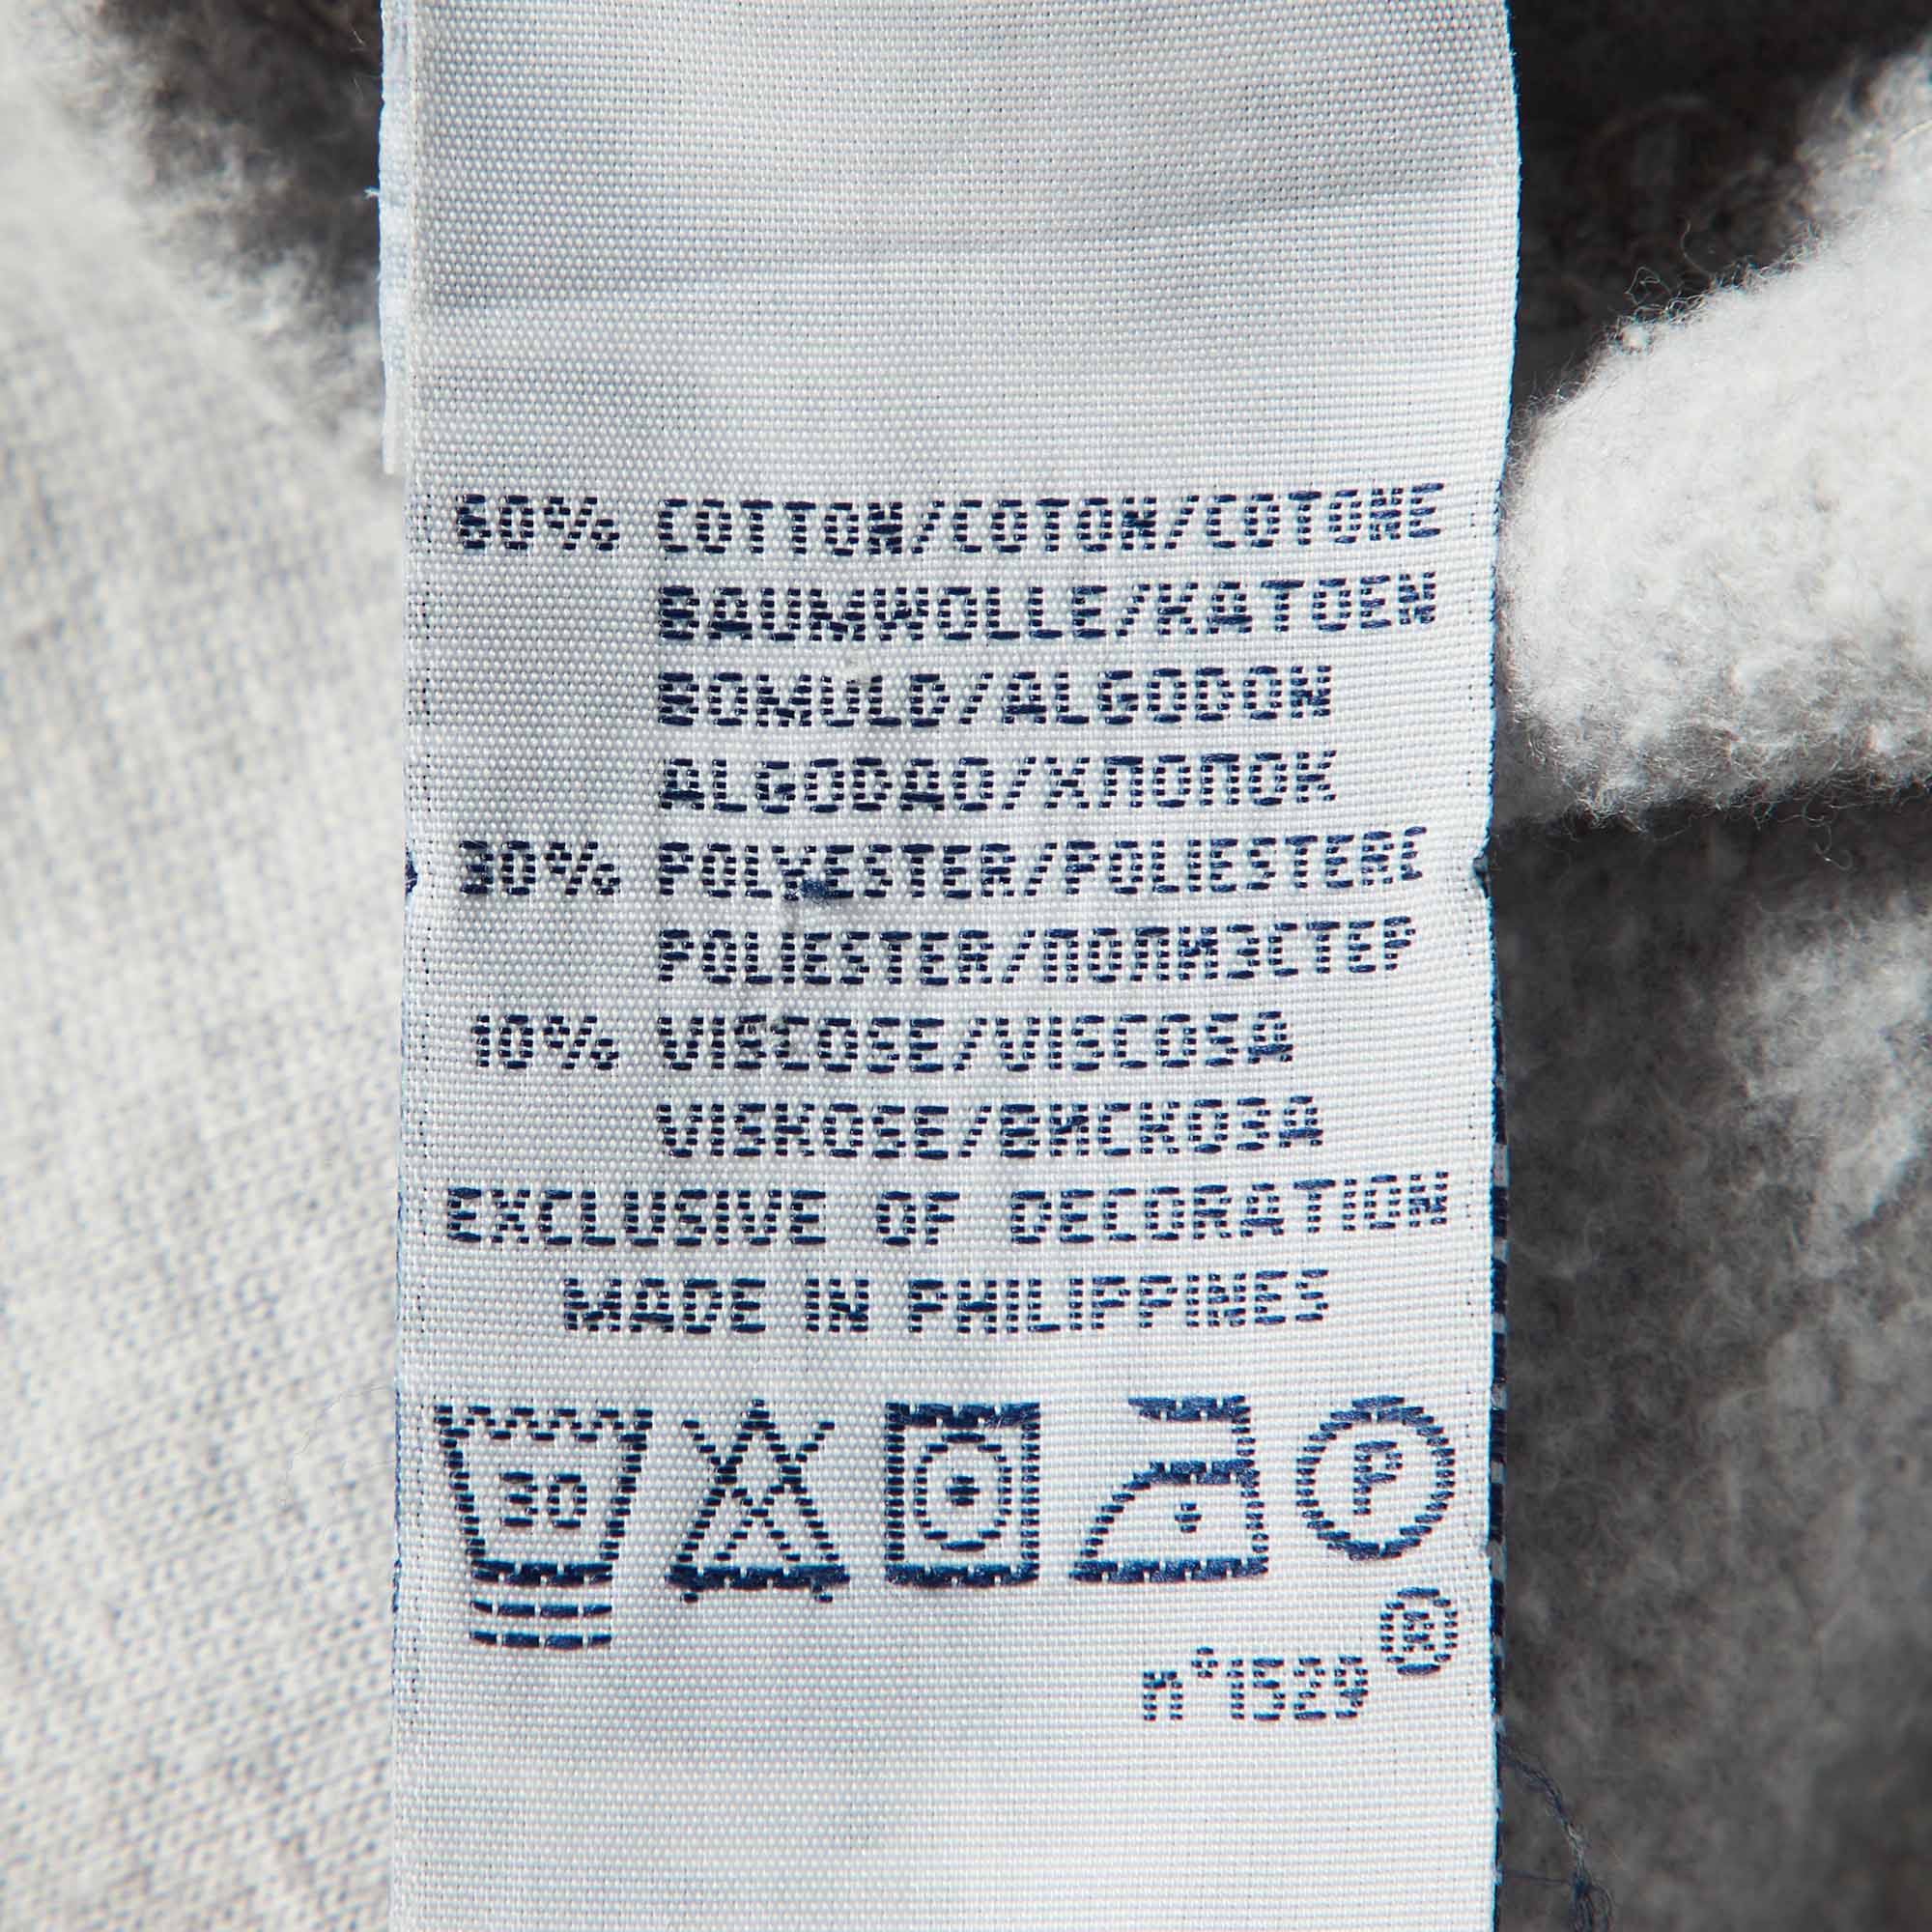 60% COTTON/COTON/COTONE
BAUMWOLLE/KATOEN
BOMULD/ALGODON
ALGODAO/ХЛОПОК
30% POLYESTER/POLIESTERE
POLIESTER/ПОЛИЭСТЕР
10% VISCOSE/VISCOSA
VISKOSE/ВИСКОЗА
EXCLUSIVE OF DECORATION
MADE IN PHILIPPINES
30 P
®
n°1529